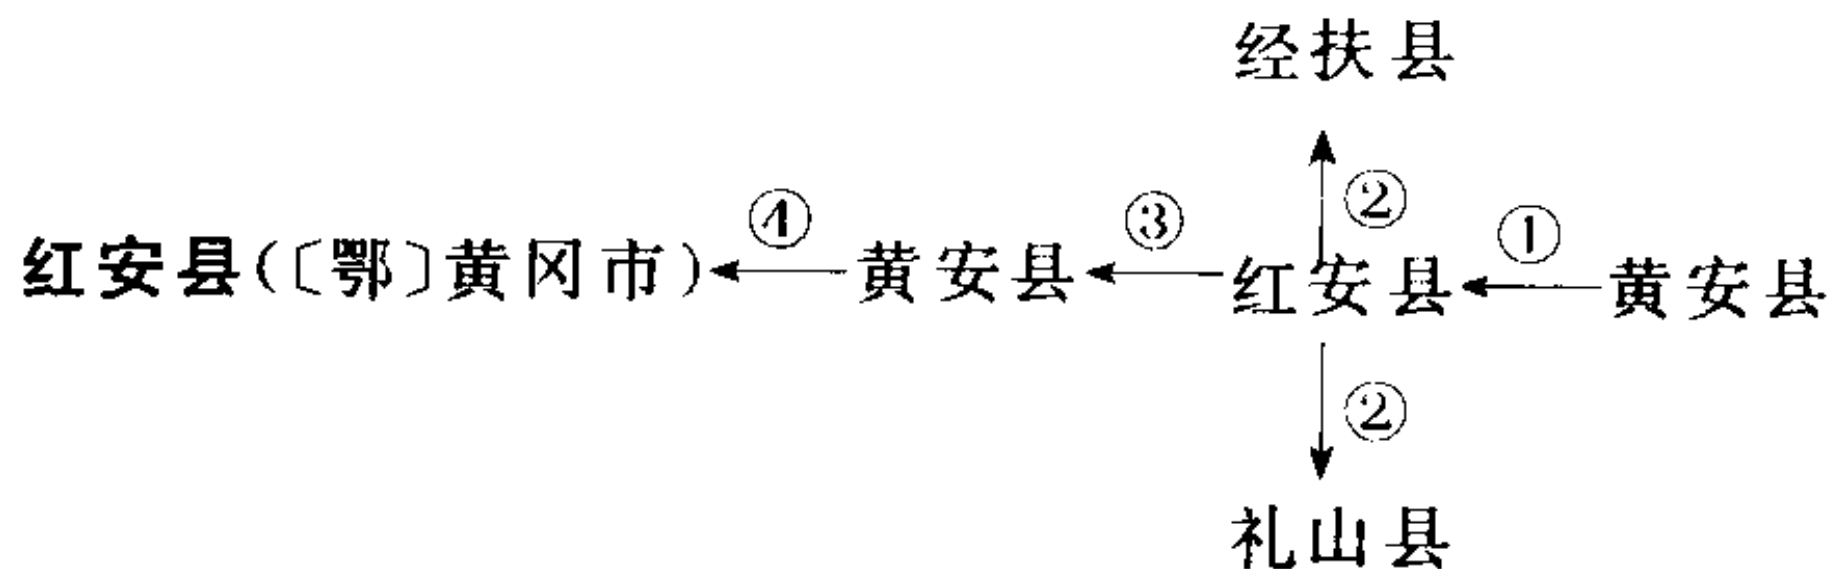 经扶县
②
红安县(〔鄂〕黄冈市) ④ 黄安县 ③ 红安县 ① 黄安县
②
礼山县